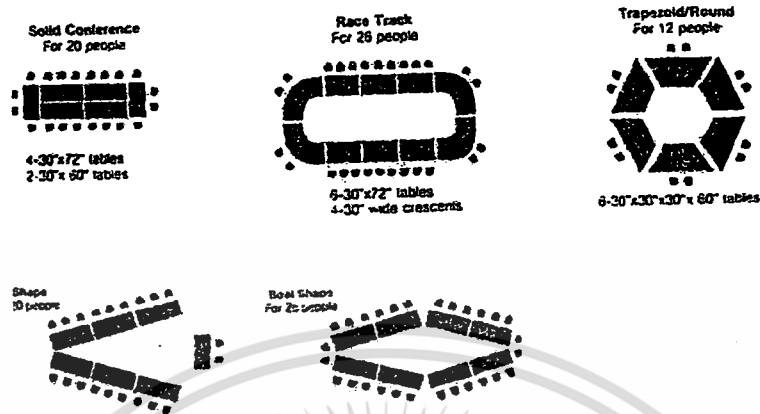 Solid Conference
For 20 people
4-30"x72" tables
2-30"x 60" tables
Race Track
For 26 people
6-30"x72" tables
4-30" wide crescents
Trapezoid/Round
For 12 people
6-30"x30"x30"x 60" tables
Shape
people
Boat Shape
people